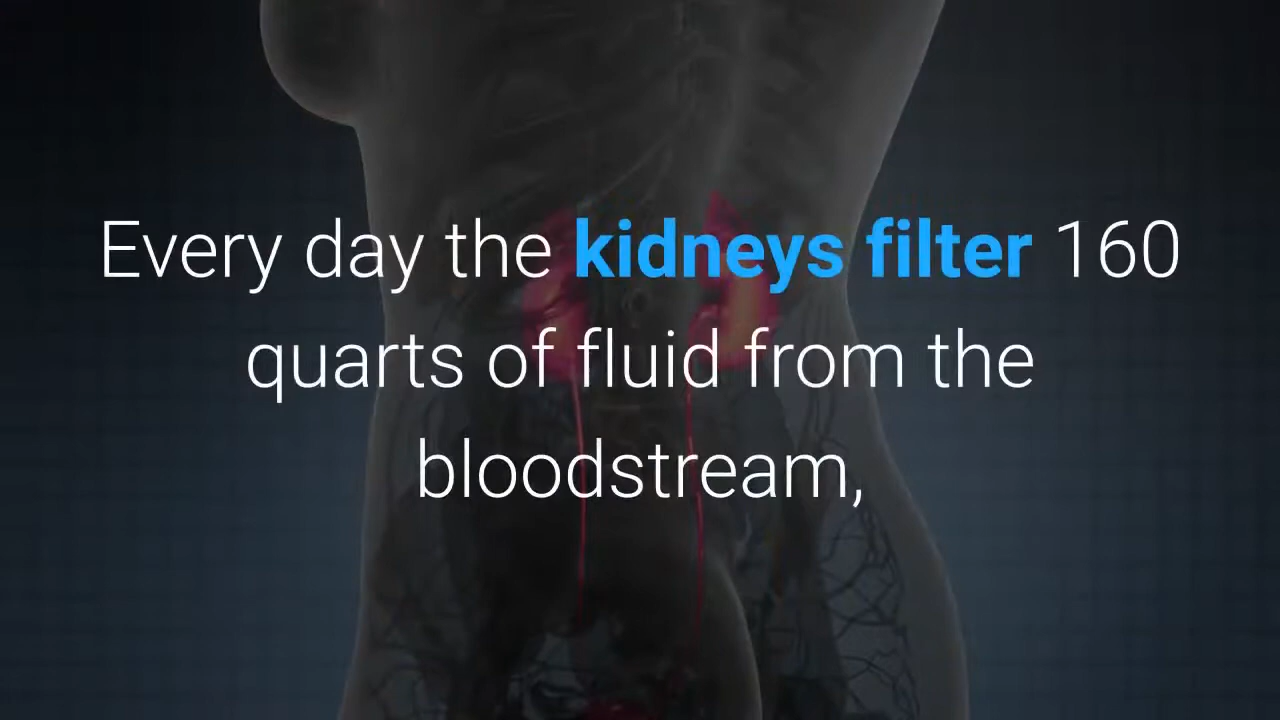 Every day the kidneys filter 160
quarts of fluid from the
bloodstream,